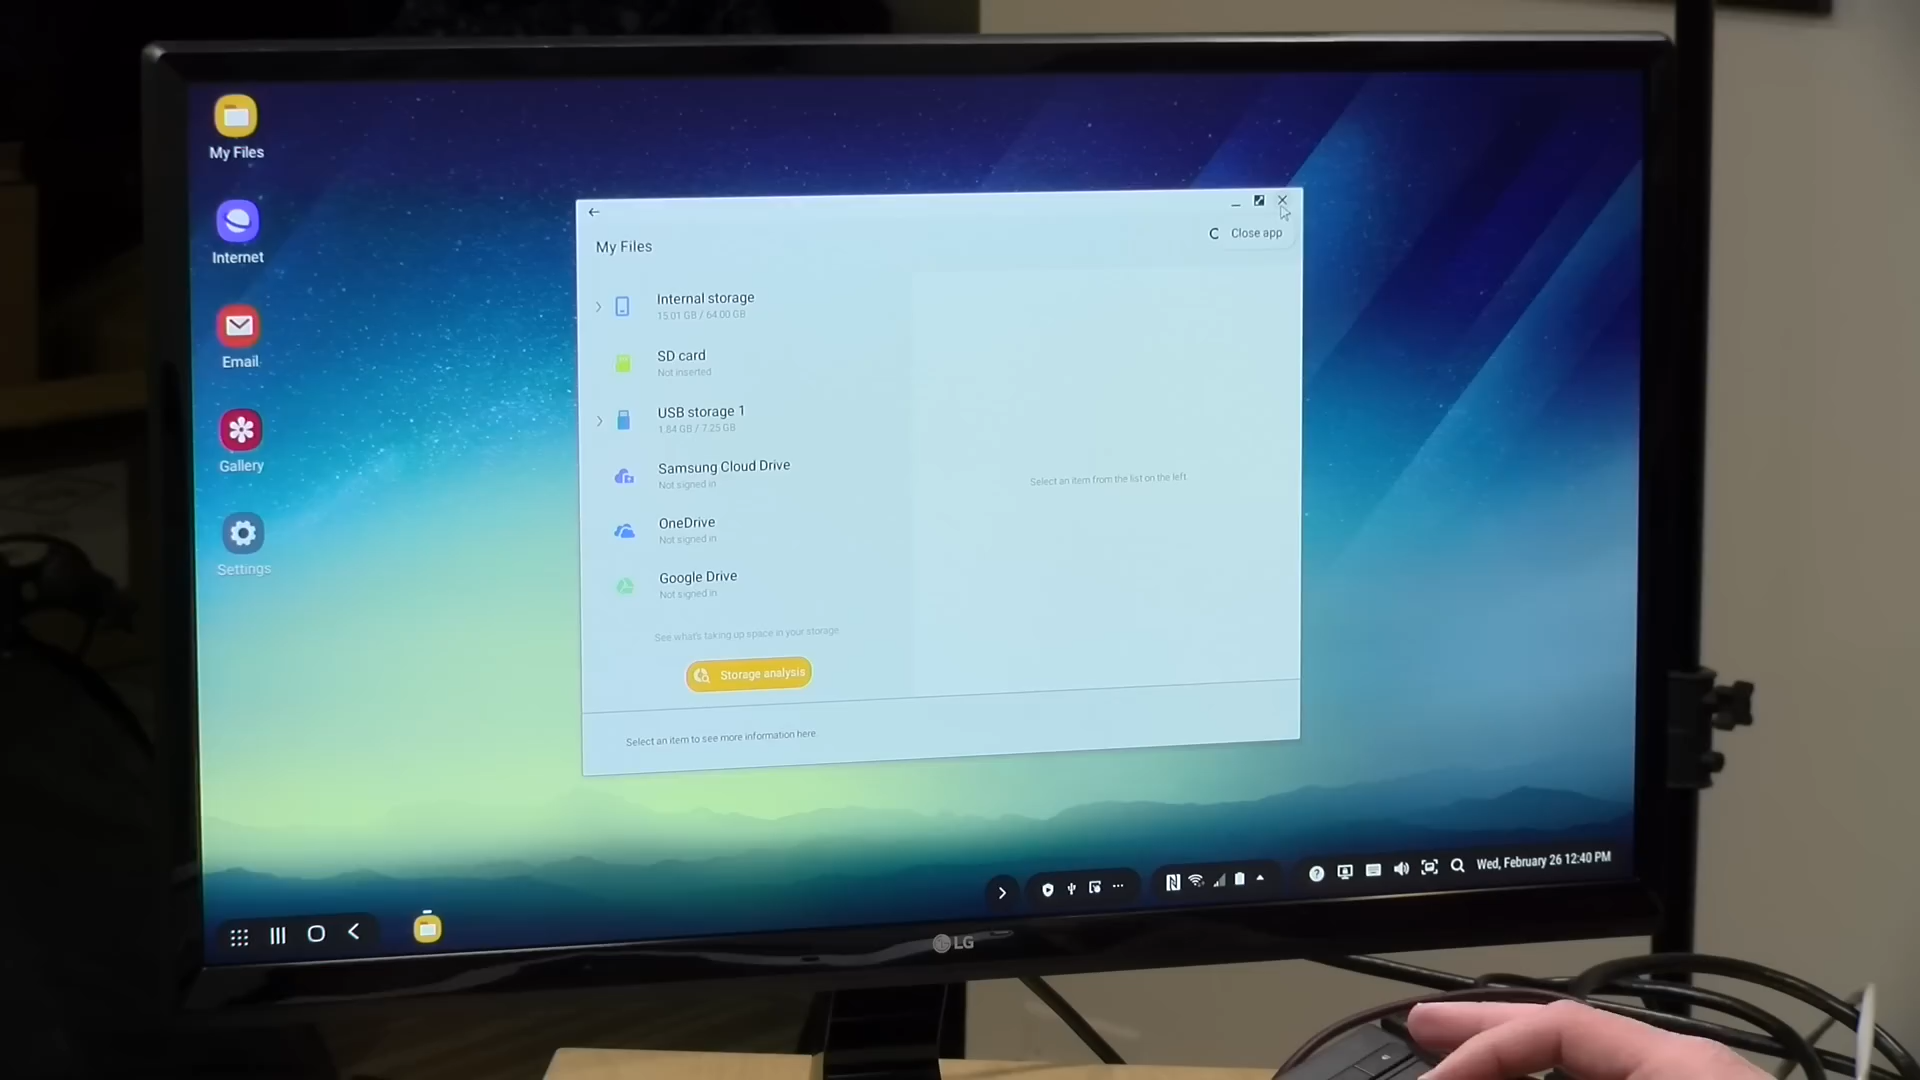 My Files
Internet
Email
Gallery
Settings
My Files
Close app
Internal storage
15.01 GB / 64.00 GB
SD card
Not inserted
USB storage 1
1.84 GB / 7.25 GB
Samsung Cloud Drive
Not signed in
OneDrive
Not signed in
Google Drive
Not signed in
See what's taking up space in your storage.
Storage analysis
Select an item from the list on the left.
Select an item to see more information here.
Wed, February 26 12:40 PM
LG